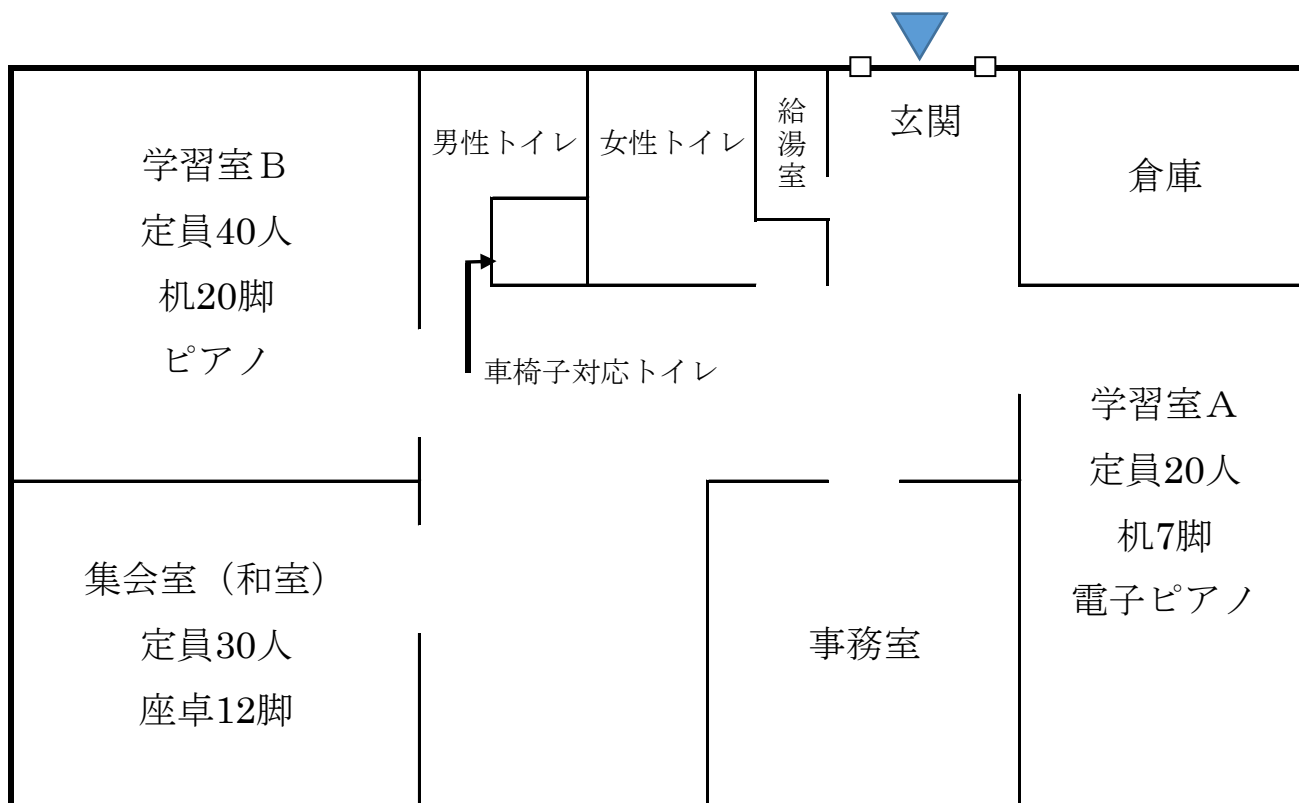 学習室Ｂ
定員40人
机20脚
ピアノ
男性トイレ
女性トイレ
給湯室
玄関
倉庫
車椅子対応トイレ
学習室Ａ
定員20人
机7脚
電子ピアノ
集会室（和室）
定員30人
座卓12脚
事務室